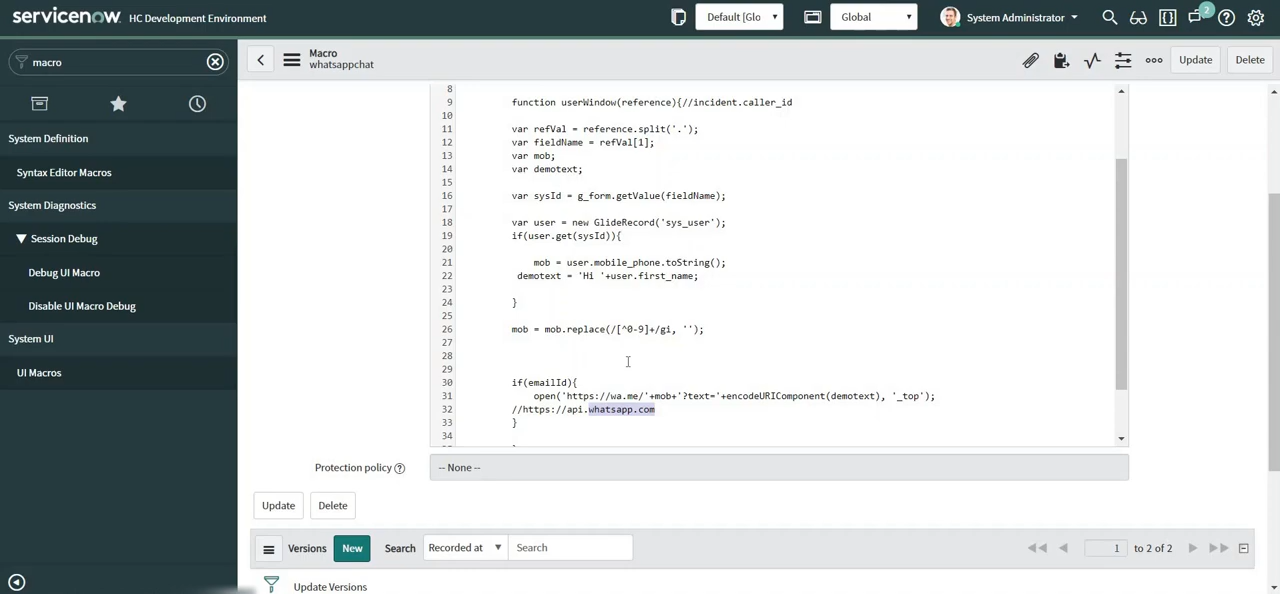 servicenow. HC Development Environment
Default [Glo
Global
System Administrator
2
macro
Macro
whatsappchat
Update
Delete
System Definition
Syntax Editor Macros
System Diagnostics
Session Debug
Debug UI Macro
Disable UI Macro Debug
System UI
UI Macros
8
9 function userWindow(reference){//incident.caller_id
10
11 var refVal = reference.split('.');
12 var fieldName = refVal[1];
13 var mob;
14 var demotext;
15
16 var sysId = g_form.getValue(fieldName);
17
18 var user = new GlideRecord('sys_user');
19 if(user.get(sysId)){
20
21 mob = user.mobile_phone.toString();
22 demotext = 'Hi '+user.first_name;
23
24 }
25
26 mob = mob.replace(/[^0-9]+/gi, '');
27
28
29
30 if(emailId){
31 open('https://wa.me/'+mob+'?text='+encodeURIComponent(demotext), '_top');
32 //https://api.whatsapp.com
33 }
34
Protection policy
-- None --
Update
Delete
Versions
New
Search
Recorded at
Search
1
to 2 of 2
Update Versions